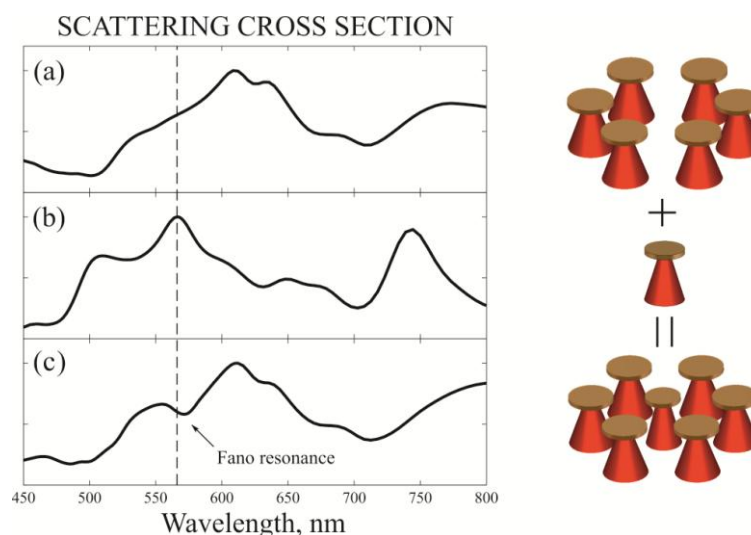 SCATTERING CROSS SECTION
(a)
(b)
(c)
Fano resonance
450 500 550 600 650 700 750 800
Wavelength, nm
+
=